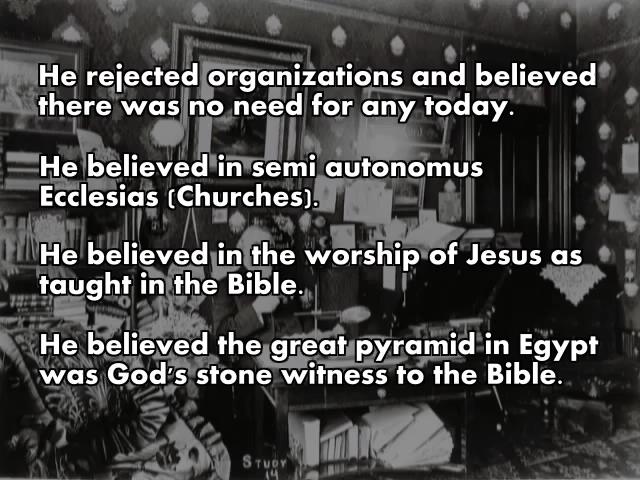 He rejected organizations and believed
there was no need for any today.
He believed in semi autonomus
Ecclesias (Churches).
He believed in the worship of Jesus as
taught in the Bible.
He believed the great pyramid in Egypt
was God's stone witness to the Bible.
STUDY
14